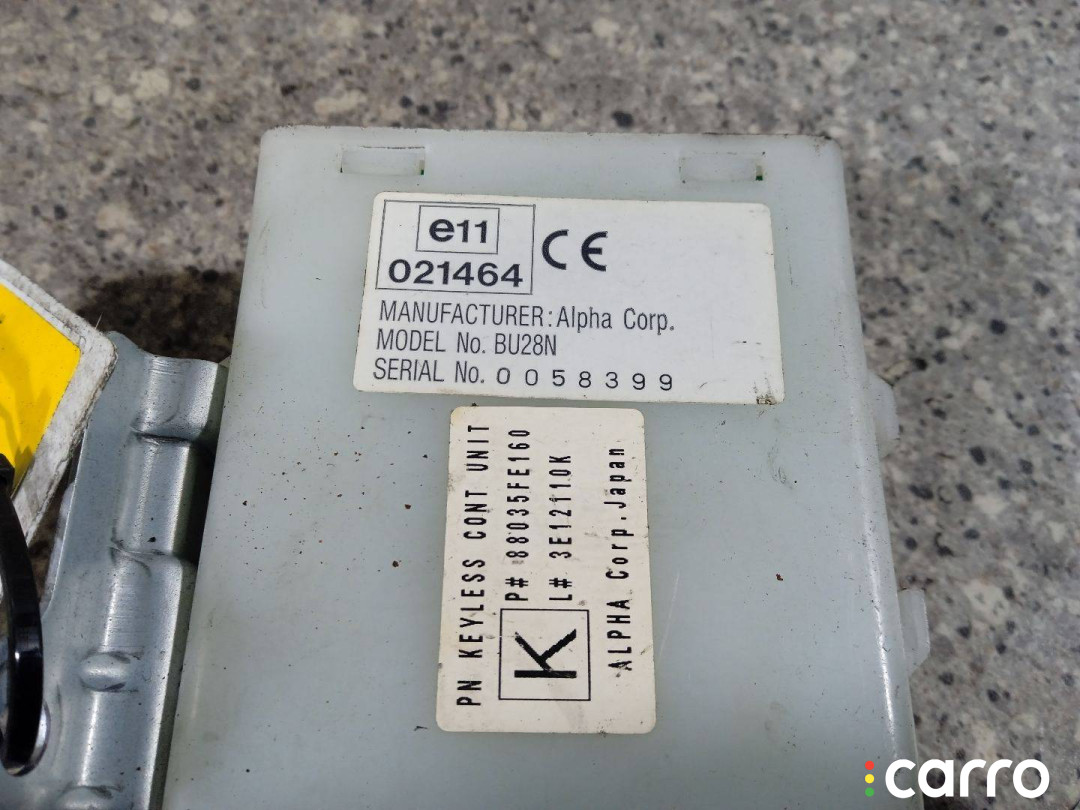 e11
021464
CE
MANUFACTURER: Alpha Corp.
MODEL No. BU28N
SERIAL No. 0058399
PN KEYLESS CONT UNIT
P# 88035FE160
L# 3E12110K
K
ALPHA Corp. Japan
carro